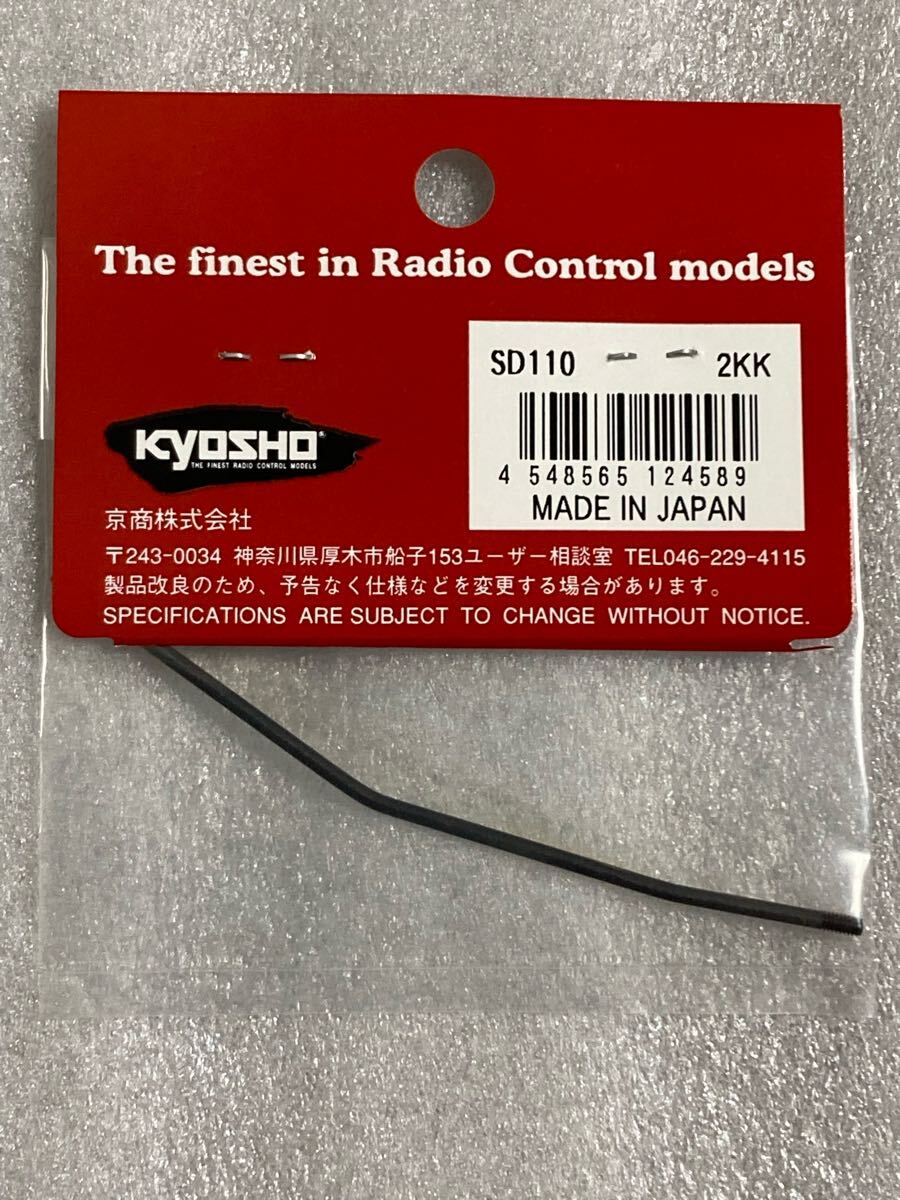 The finest in Radio Control models
SD110 2KK
4 548565 124589
MADE IN JAPAN
KYOSHO®
THE FINEST RADIO CONTROL MODELS
京商株式会社
〒243-0034 神奈川県厚木市船子153ユーザー相談室 TEL046-229-4115
製品改良のため、予告なく仕様などを変更する場合があります。
SPECIFICATIONS ARE SUBJECT TO CHANGE WITHOUT NOTICE.